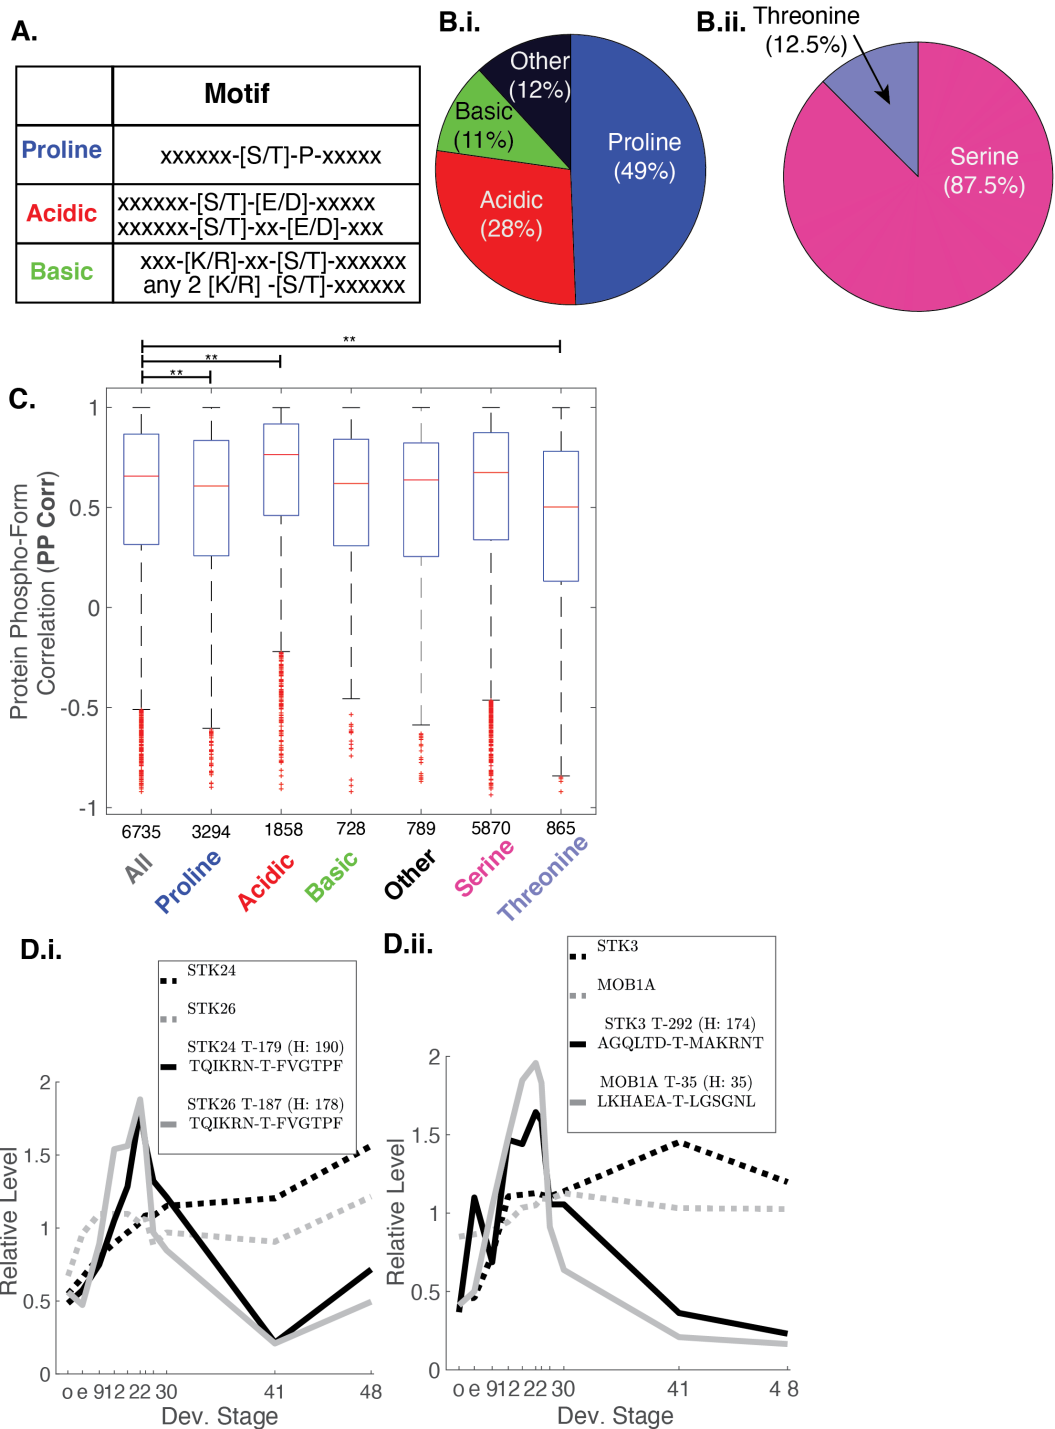 A.
Motif
Proline
xxxxxx-[S/T]-P-xxxxx
Acidic
xxxxxx-[S/T]-[E/D]-xxxxx
xxxxxx-[S/T]-xx-[E/D]-xxx
Basic
xxx-[K/R]-xx-[S/T]-xxxxxx
any 2 [K/R] -[S/T]-xxxxxx
B.i.
Other
(12%)
Basic
(11%)
Proline
(49%)
Acidic
(28%)
B.ii.
Threonine
(12.5%)
Serine
(87.5%)
C.
**
**
**
Protein Phospho-Form
Correlation (PP Corr)
1
0.5
0
-0.5
-1
6735 3294 1858 728 789 5870 865
All Proline Acidic Basic Other Serine Threonine
D.i.
STK24
STK26
STK24 T-179 (H: 190)
TQIKRN-T-FVGTPF
STK26 T-187 (H: 178)
TQIKRN-T-FVGTPF
Relative Level
2
1.5
1
0.5
0
o e 912 22 30 41 48
Dev. Stage
D.ii.
STK3
MOB1A
STK3 T-292 (H: 174)
AGQLTD-T-MAKRNT
MOB1A T-35 (H: 35)
LKHAEA-T-LGSGNL
Relative Level
2
1.5
1
0.5
0
o e 912 22 30 41 4 8
Dev. Stage